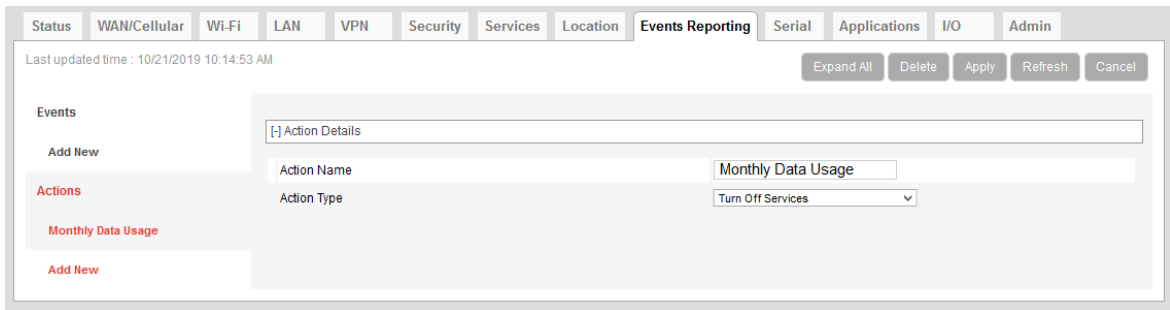 Status WAN/Cellular Wi-Fi LAN VPN Security Services Location Events Reporting Serial Applications I/O Admin
Last updated time : 10/21/2019 10:14:53 AM
Expand All Delete Apply Refresh Cancel
Events
Add New
Actions
Monthly Data Usage
Add New
[-] Action Details
Action Name Monthly Data Usage
Action Type Turn Off Services